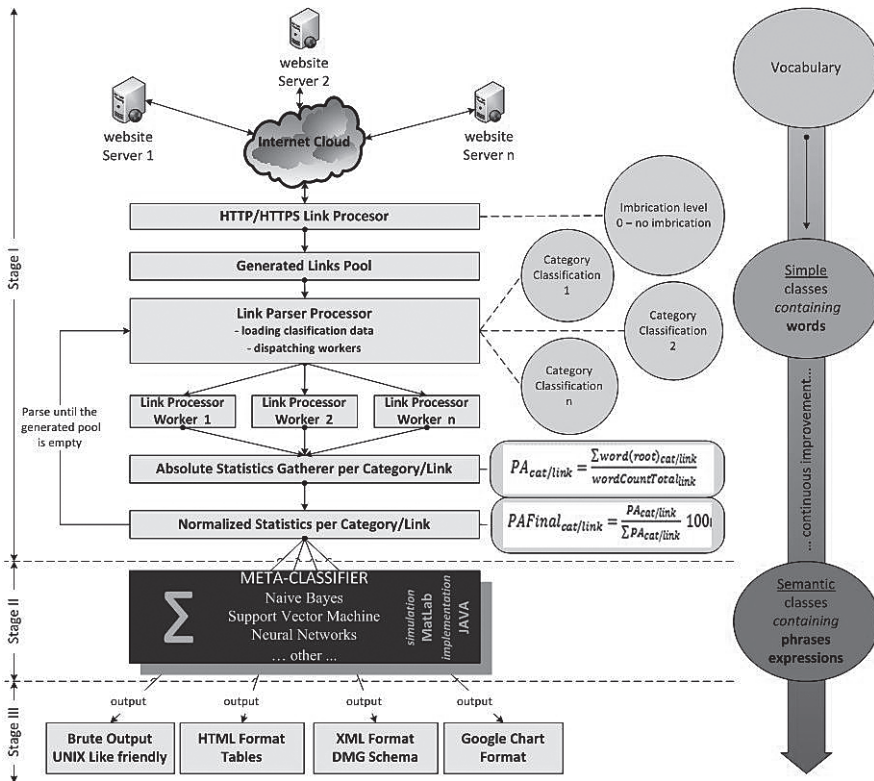 website
Server 2
website
Server 1
website
Server n
Internet Cloud
Vocabulary
HTTP/HTTPS Link Procesor
Imbrication level
0 – no imbrication
Generated Links Pool
Category
Classification
1
Link Parser Processor
- loading clasification data
- dispatching workers
Category
Classification
2
Category
Classification
n
Simple
classes
containing
words
Stage I
Parse until the
generated pool
is empty
Link Processor
Worker 1
Link Processor
Worker 2
Link Processor
Worker n
... continuous improvement...
Absolute Statistics Gatherer per Category/Link
PA_cat/link = ∑word(root)_cat/link / wordCountTotal_link
Normalized Statistics per Category/Link
PAFinal_cat/link = PA_cat/link / ∑PA_cat/link 100
Stage II
META-CLASSIFIER
Naive Bayes
Support Vector Machine
Neural Networks
... other ...
∑
simulation
MatLab
implementation
JAVA
Semantic
classes
containing
phrases
expressions
Stage III
output
output
output
output
Brute Output
UNIX Like friendly
HTML Format
Tables
XML Format
DMG Schema
Google Chart
Format